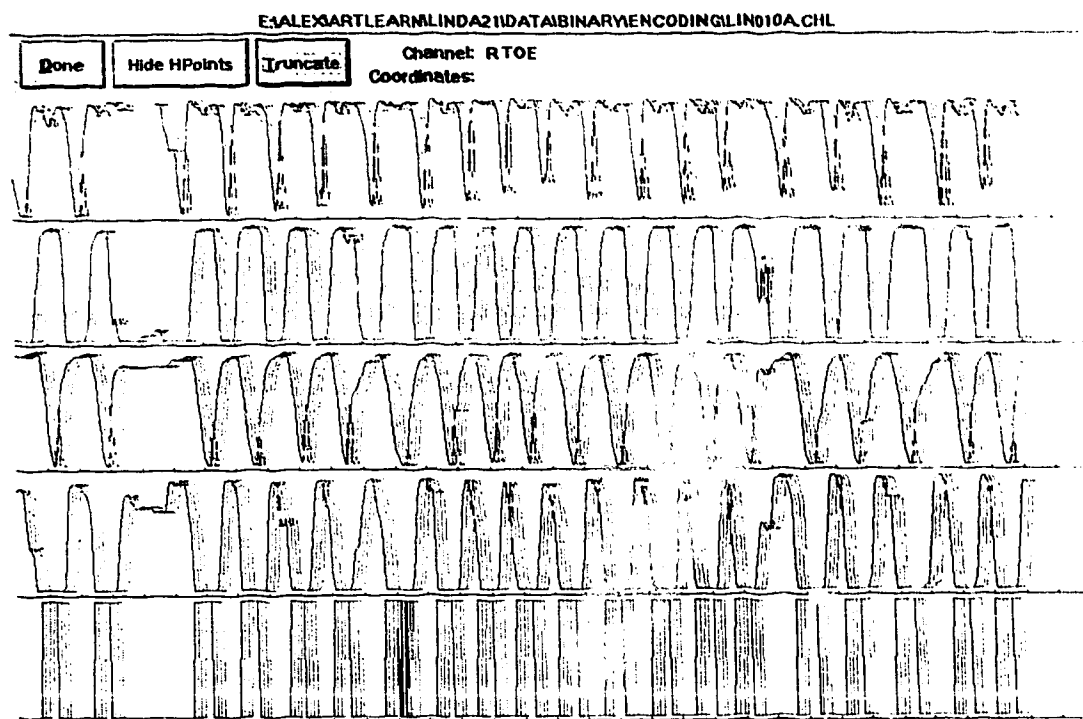 E:\ALEX\ARTLEARN\LINDA21\DATA\BINARY\ENCODING\LIN010A.CHL
Done Hide HPoints Truncate Channel: RTOE
Coordinates: